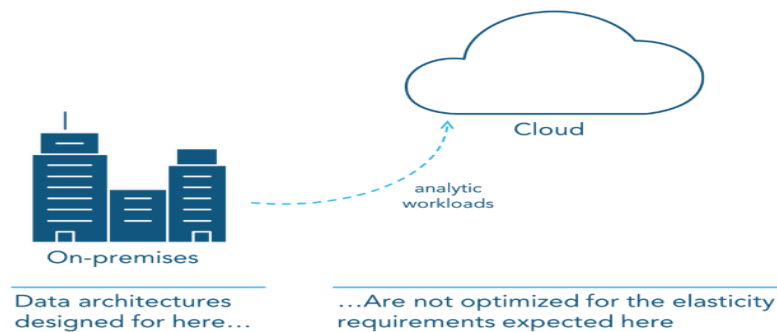 Cloud
analytic
workloads
On-premises
Data architectures
designed for here...
...Are not optimized for the elasticity
requirements expected here